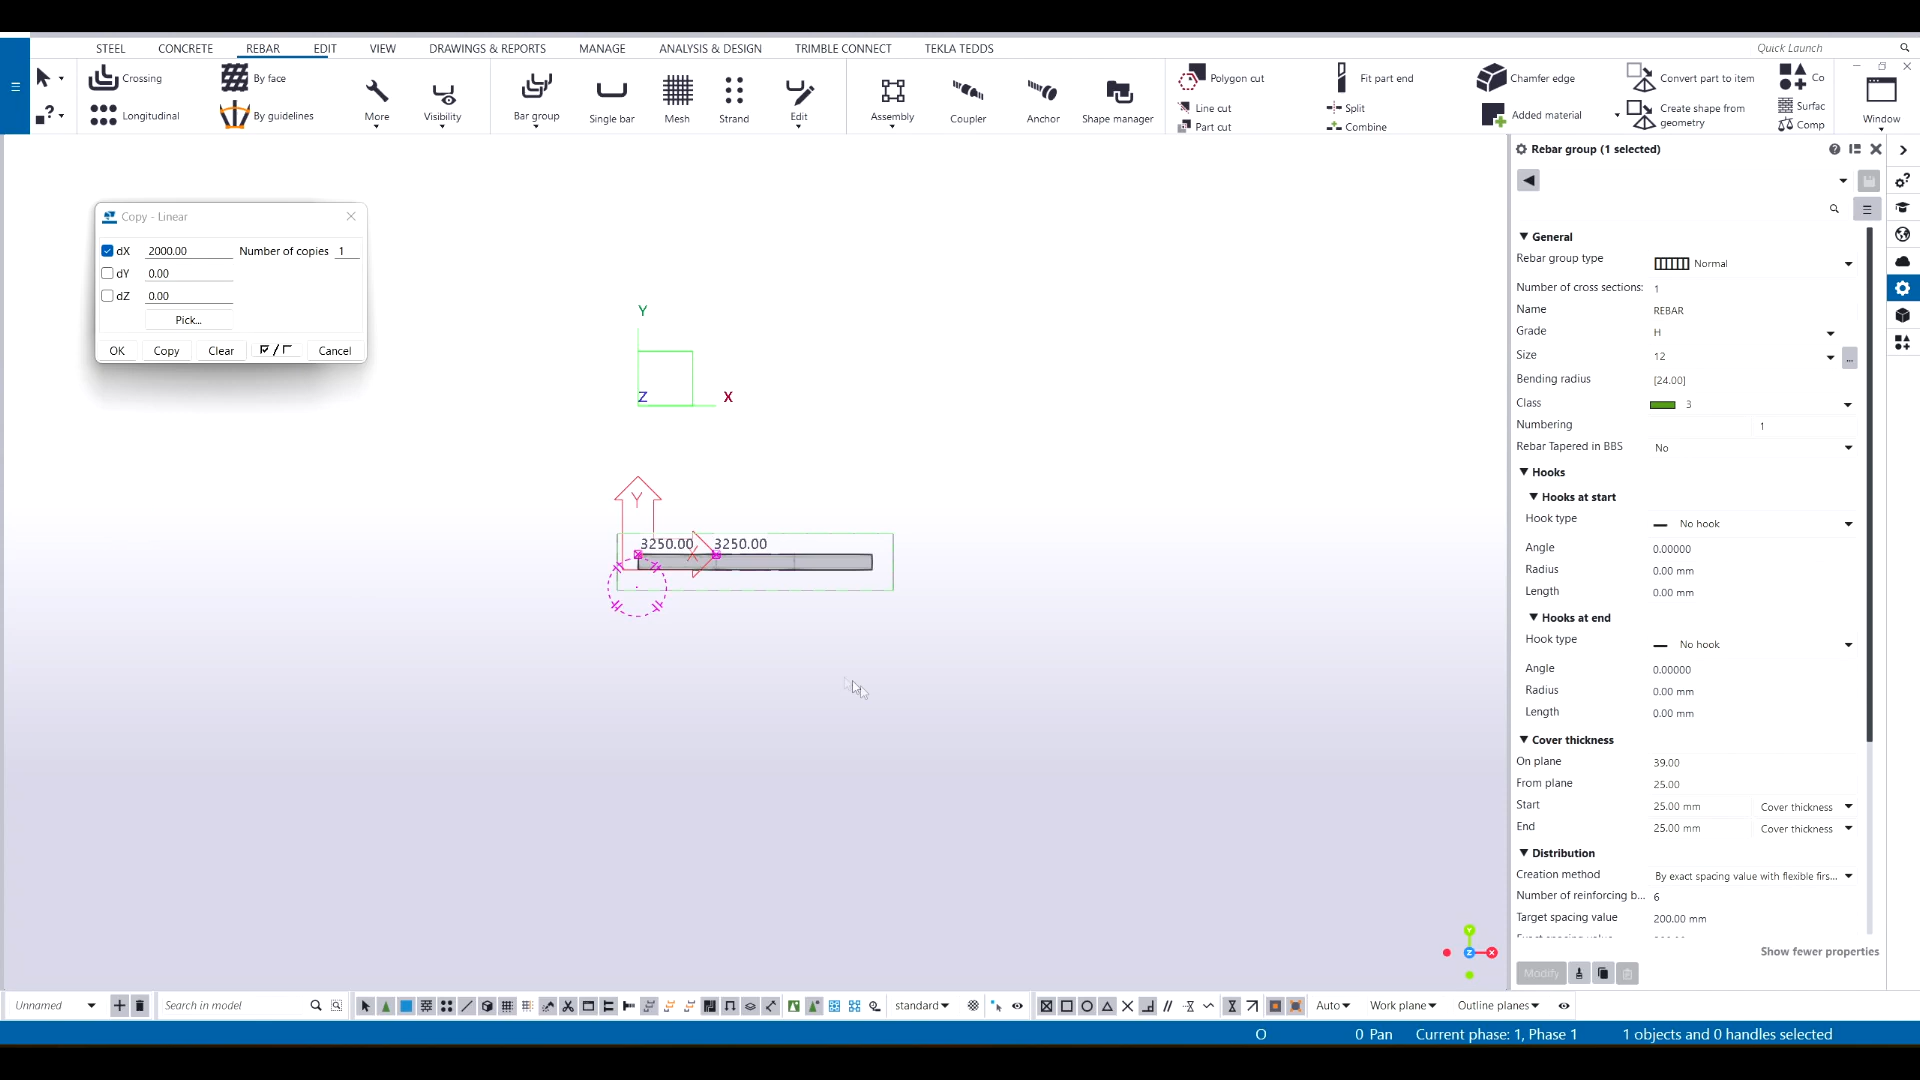 STEEL CONCRETE REBAR EDIT VIEW DRAWINGS & REPORTS MANAGE ANALYSIS & DESIGN TRIMBLE CONNECT TEKLA TEDDS Quick Launch
Crossing By face Polygon cut Fit part end Chamfer edge Convert part to item Co
Longitudinal By guidelines More Visibility Bar group Single bar Mesh Strand Edit Assembly Coupler Anchor Shape manager Line cut Split Added material Create shape from geometry Surfac Window
Part cut Combine Comp
Rebar group (1 selected)
Copy - Linear
dX 2000.00 Number of copies 1
dY 0.00
dZ 0.00
Pick...
OK Copy Clear / Cancel
Y
Z X
Y
3250.00 X 3250.00
General
Rebar group type Normal
Number of cross sections: 1
Name REBAR
Grade H
Size 12 ...
Bending radius [24.00]
Class 3
Numbering 1
Rebar Tapered in BBS No
Hooks
Hooks at start
Hook type No hook
Angle 0.00000
Radius 0.00 mm
Length 0.00 mm
Hooks at end
Hook type No hook
Angle 0.00000
Radius 0.00 mm
Length 0.00 mm
Cover thickness
On plane 39.00
From plane 25.00
Start 25.00 mm Cover thickness
End 25.00 mm Cover thickness
Distribution
Creation method By exact spacing value with flexible firs...
Number of reinforcing b... 6
Target spacing value 200.00 mm
Show fewer properties
Modify
Y
Z X
Unnamed Search in model standard Auto Work plane Outline planes
O 0 Pan Current phase: 1, Phase 1 1 objects and 0 handles selected